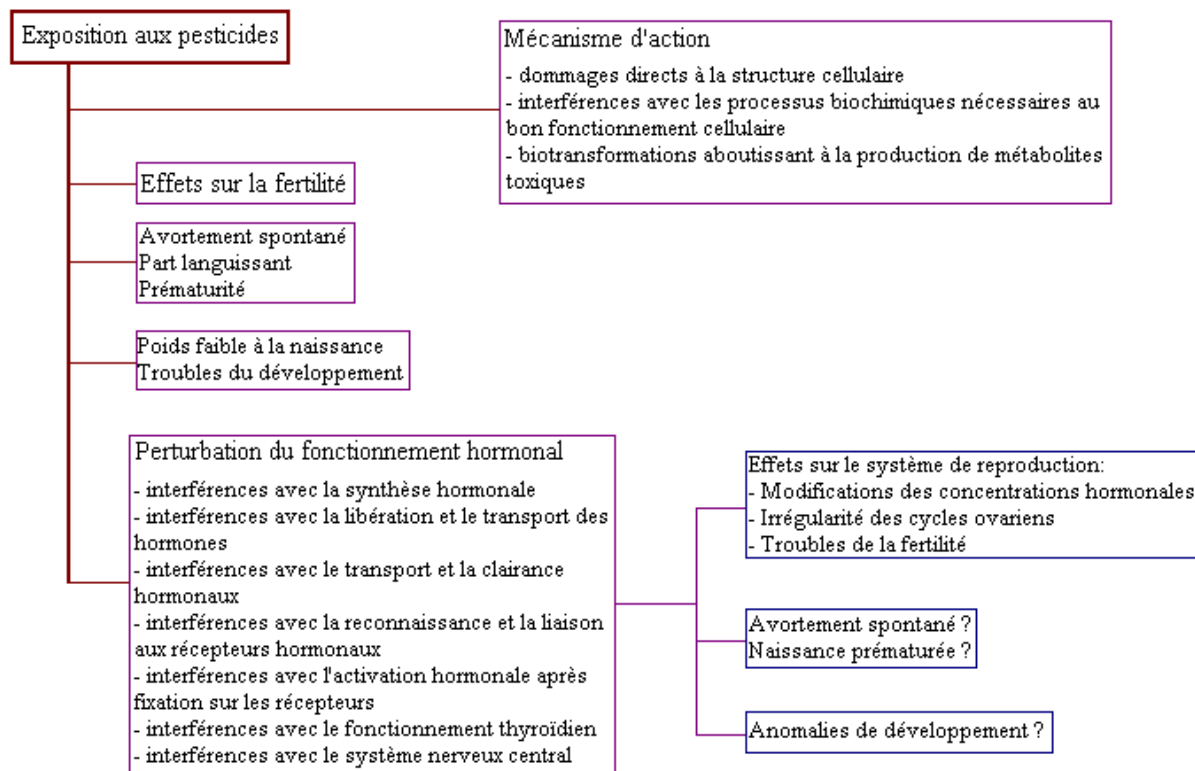 Exposition aux pesticides
Mécanisme d'action
- dommages directs à la structure cellulaire
- interférences avec les processus biochimiques nécessaires au
bon fonctionnement cellulaire
- biotransformations aboutissant à la production de métabolites
toxiques
Effets sur la fertilité
Avortement spontané
Part languissant
Prématurité
Poids faible à la naissance
Troubles du développement
Perturbation du fonctionnement hormonal
- interférences avec la synthèse hormonale
- interférences avec la libération et le transport des
hormones
- interférences avec le transport et la clairance
hormonaux
- interférences avec la reconnaissance et la liaison
aux récepteurs hormonaux
- interférences avec l'activation hormonale après
fixation sur les récepteurs
- interférences avec le fonctionnement thyroïdien
- interférences avec le système nerveux central
Effets sur le système de reproduction:
- Modifications des concentrations hormonales
- Irrégularité des cycles ovariens
- Troubles de la fertilité
Avortement spontané ?
Naissance prématurée ?
Anomalies de développement ?